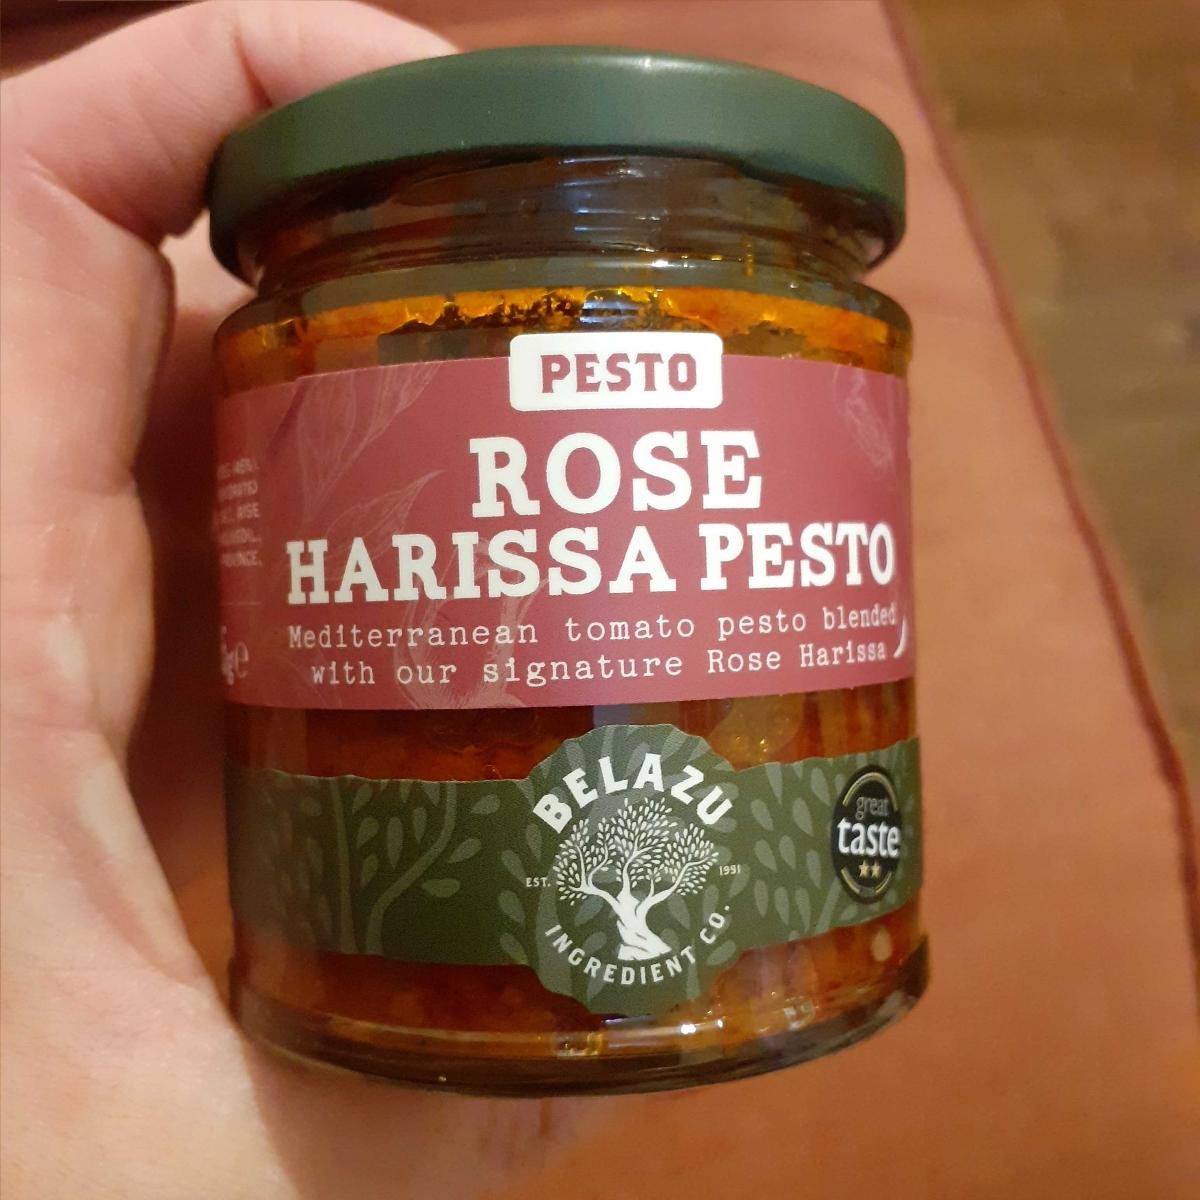 PESTO
ROSE
HARISSA PESTO
Mediterranean tomato pesto blended
with our signature Rose Harissa
BELAZU
EST. 1991
INGREDIENT CO.
great
taste